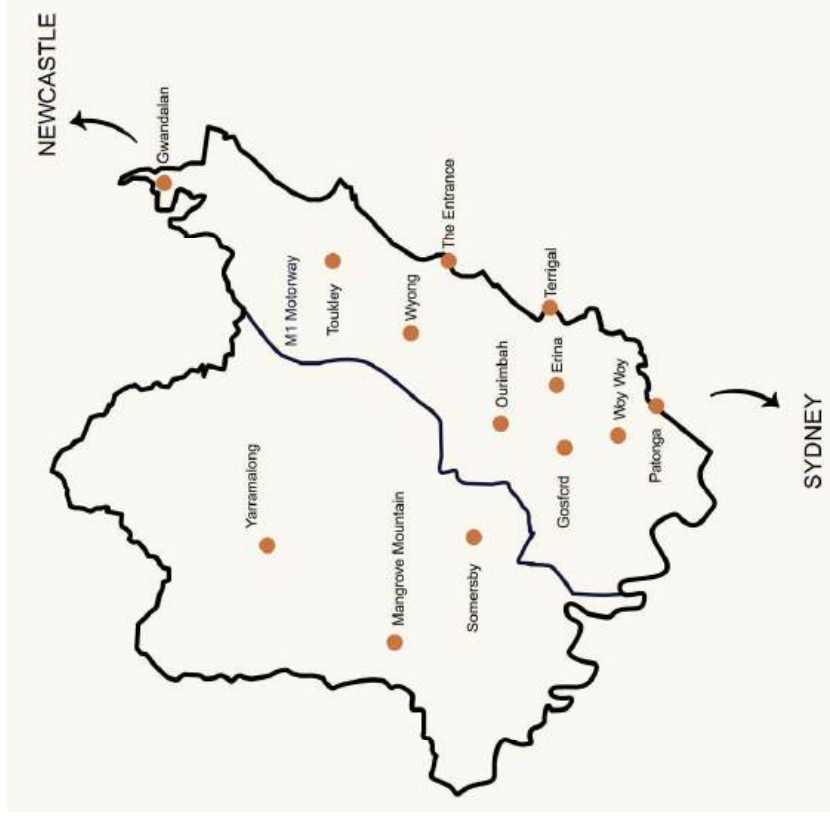 NEWCASTLE
Gwandalan
M1 Motorway
Toukley
The Entrance
Wyong
Yarramalong
Terrigal
Ourimbah
Erina
Mangrove Mountain
Woy Woy
Somersby
Gosford
Patonga
SYDNEY